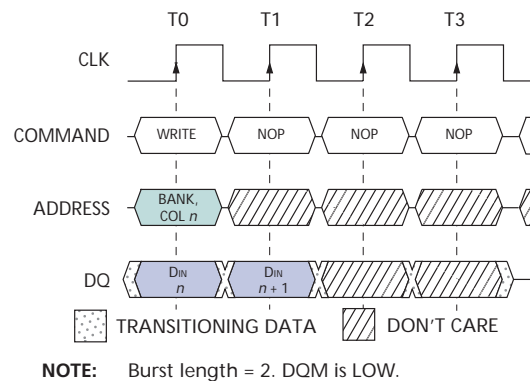 T0 T1 T2 T3
CLK
COMMAND WRITE NOP NOP NOP
ADDRESS BANK,
COL n
DQ DIN
n
DIN
n + 1
TRANSITIONING DATA DON'T CARE
NOTE: Burst length = 2. DQM is LOW.